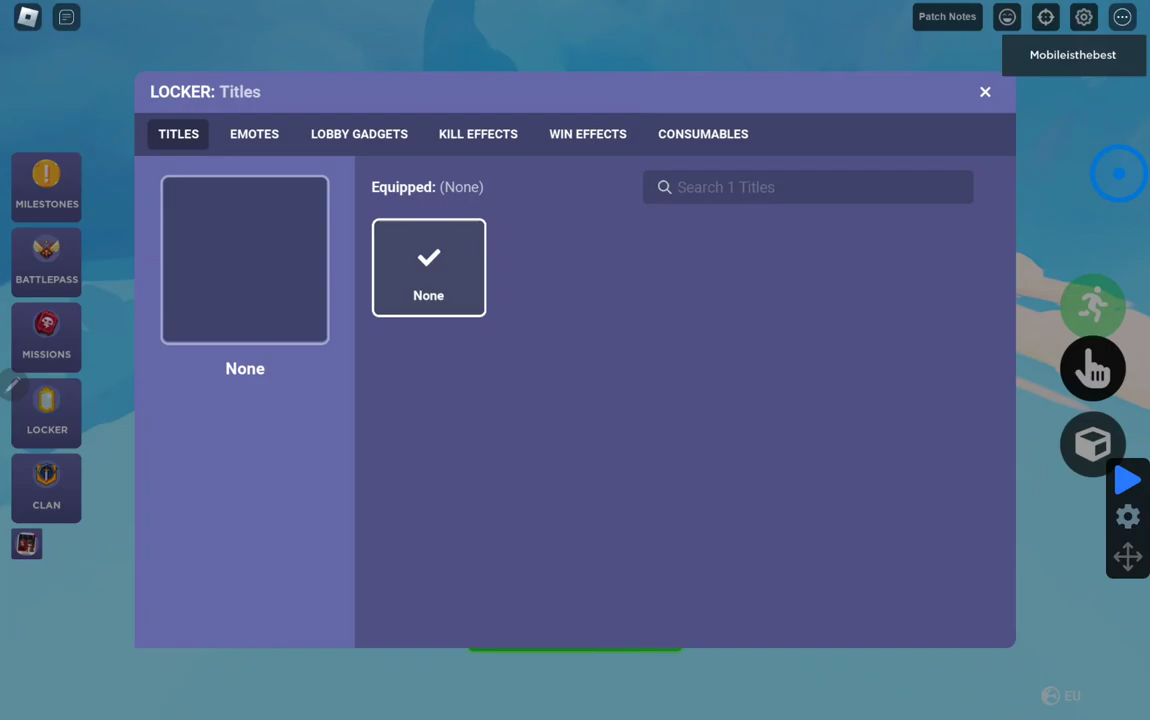 Patch Notes
Mobileisthebest
LOCKER: Titles
TITLES EMOTES LOBBY GADGETS KILL EFFECTS WIN EFFECTS CONSUMABLES
MILESTONES
BATTLEPASS
MISSIONS
LOCKER
CLAN
None
Equipped: (None)
Search 1 Titles
None
EU